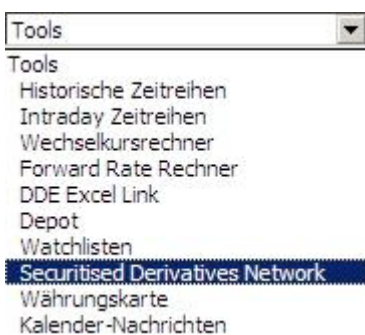 Tools
Tools
Historische Zeitreihen
Intraday Zeitreihen
Wechselkursrechner
Forward Rate Rechner
DDE Excel Link
Depot
Watchlisten
Securitised Derivatives Network
Währungskarte
Kalender-Nachrichten